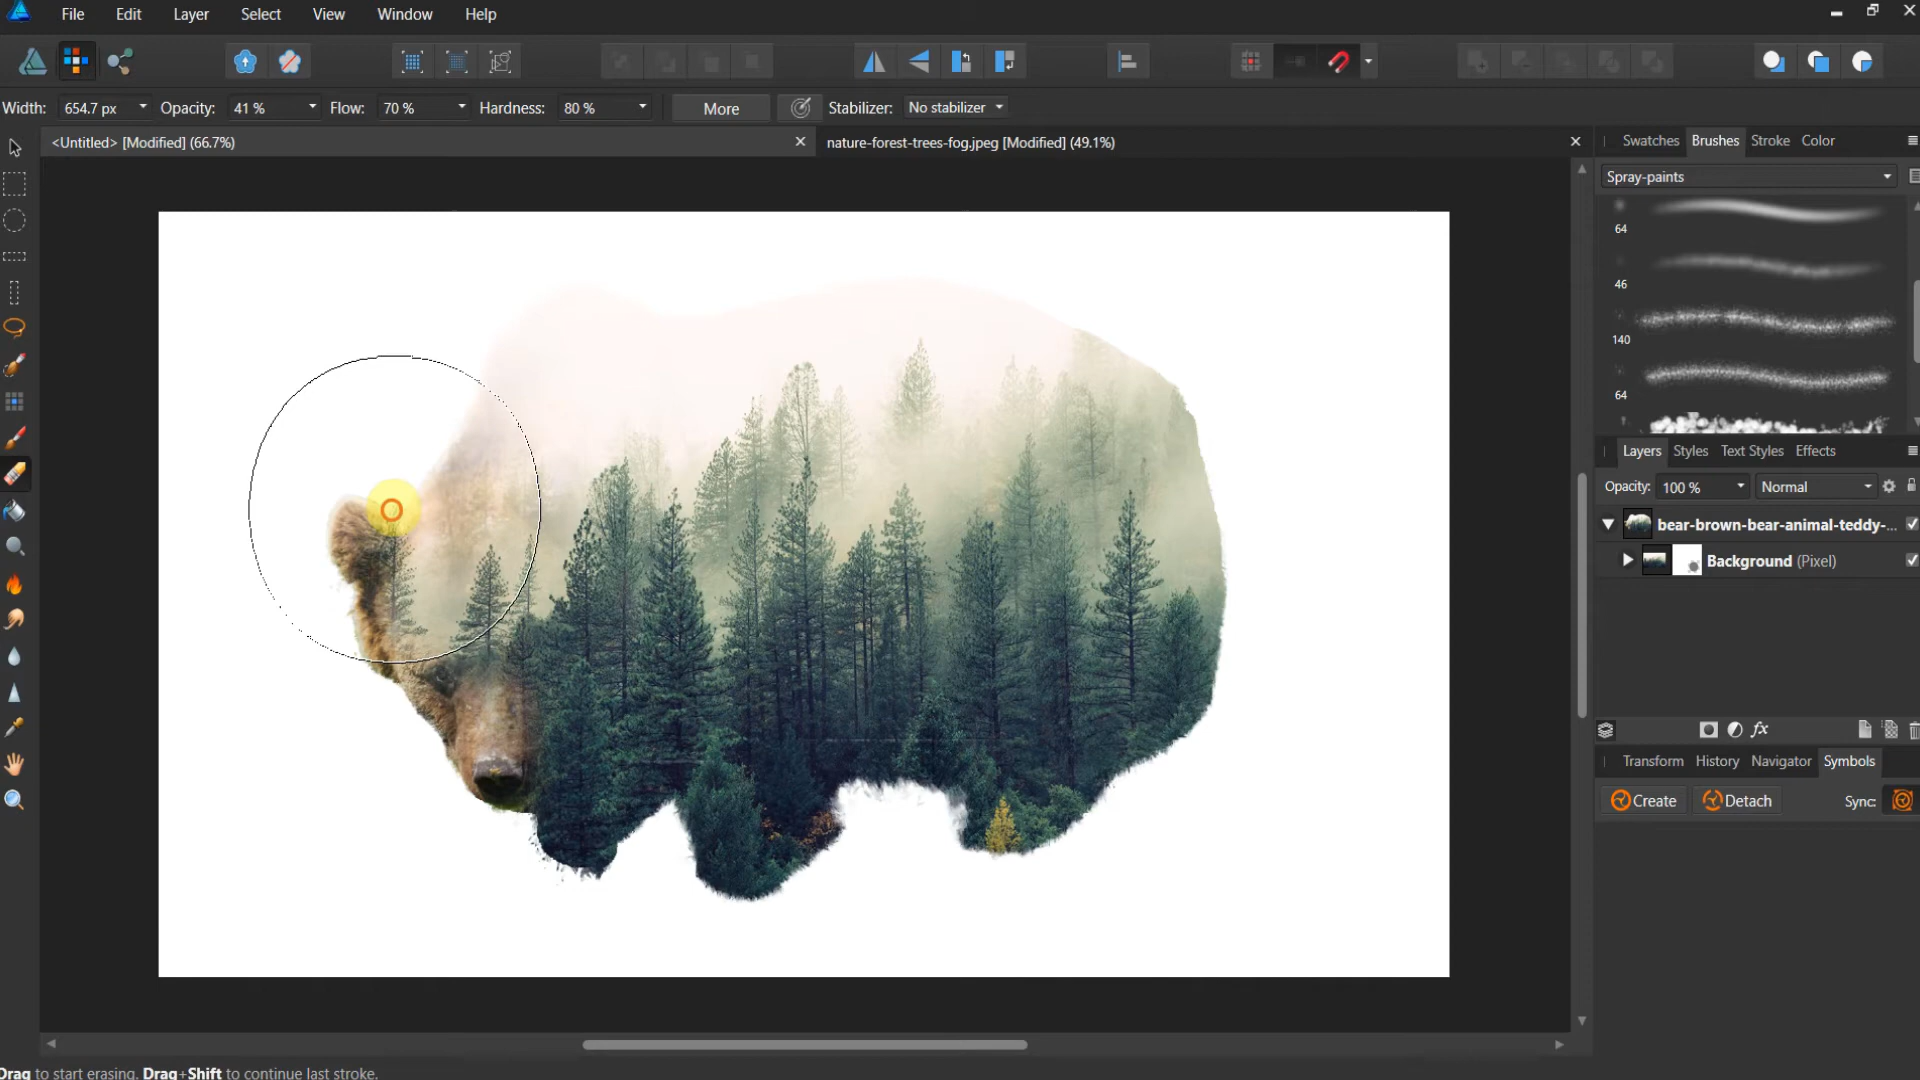 File Edit Layer Select View Window Help
Width: 654.7 px Opacity: 41 % Flow: 70 % Hardness: 80 % More Stabilizer: No stabilizer
<Untitled> [Modified] (66.7%) nature-forest-trees-fog.jpeg [Modified] (49.1%)
Swatches Brushes Stroke Color
Spray-paints
64
46
140
64
Layers Styles Text Styles Effects
Opacity: 100 % Normal
bear-brown-bear-animal-teddy-...
Background (Pixel)
fx
Transform History Navigator Symbols
Create Detach Sync:
Drag to start erasing. Drag+Shift to continue last stroke.